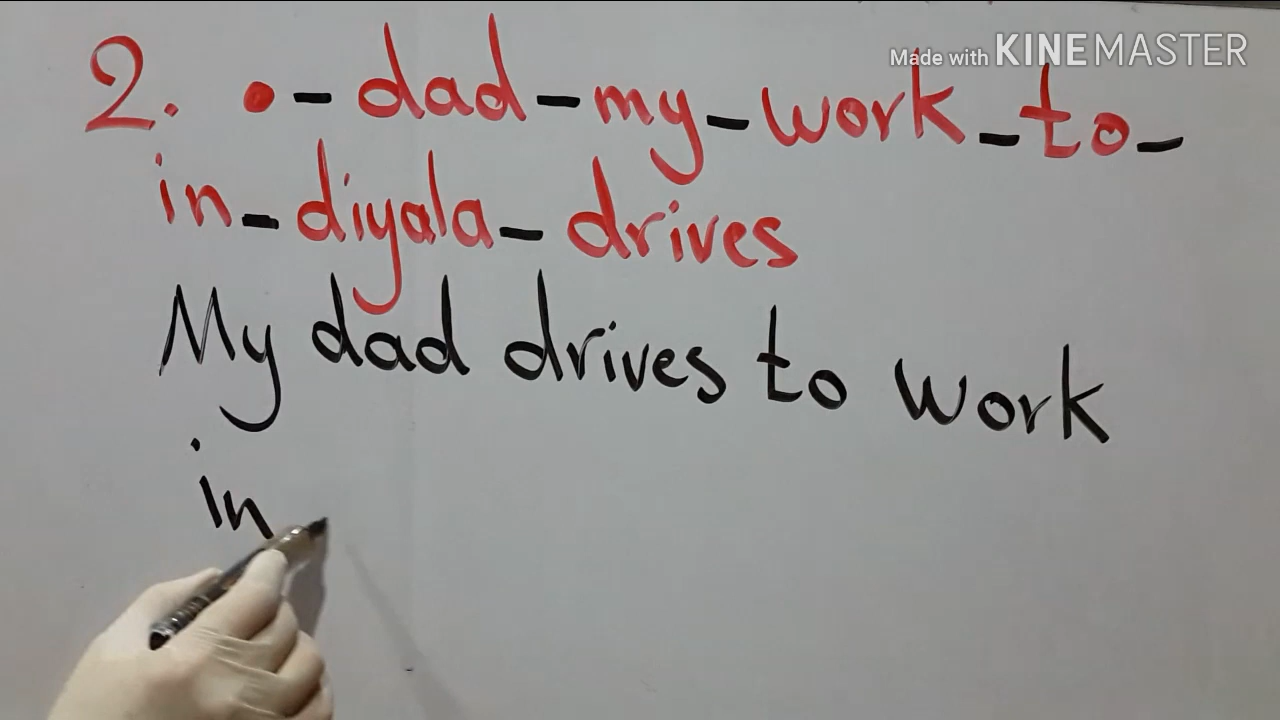 Made with KINEMASTER
2. • - dad - my - work - to -
in - diyala - drives
My dad drives to work
in